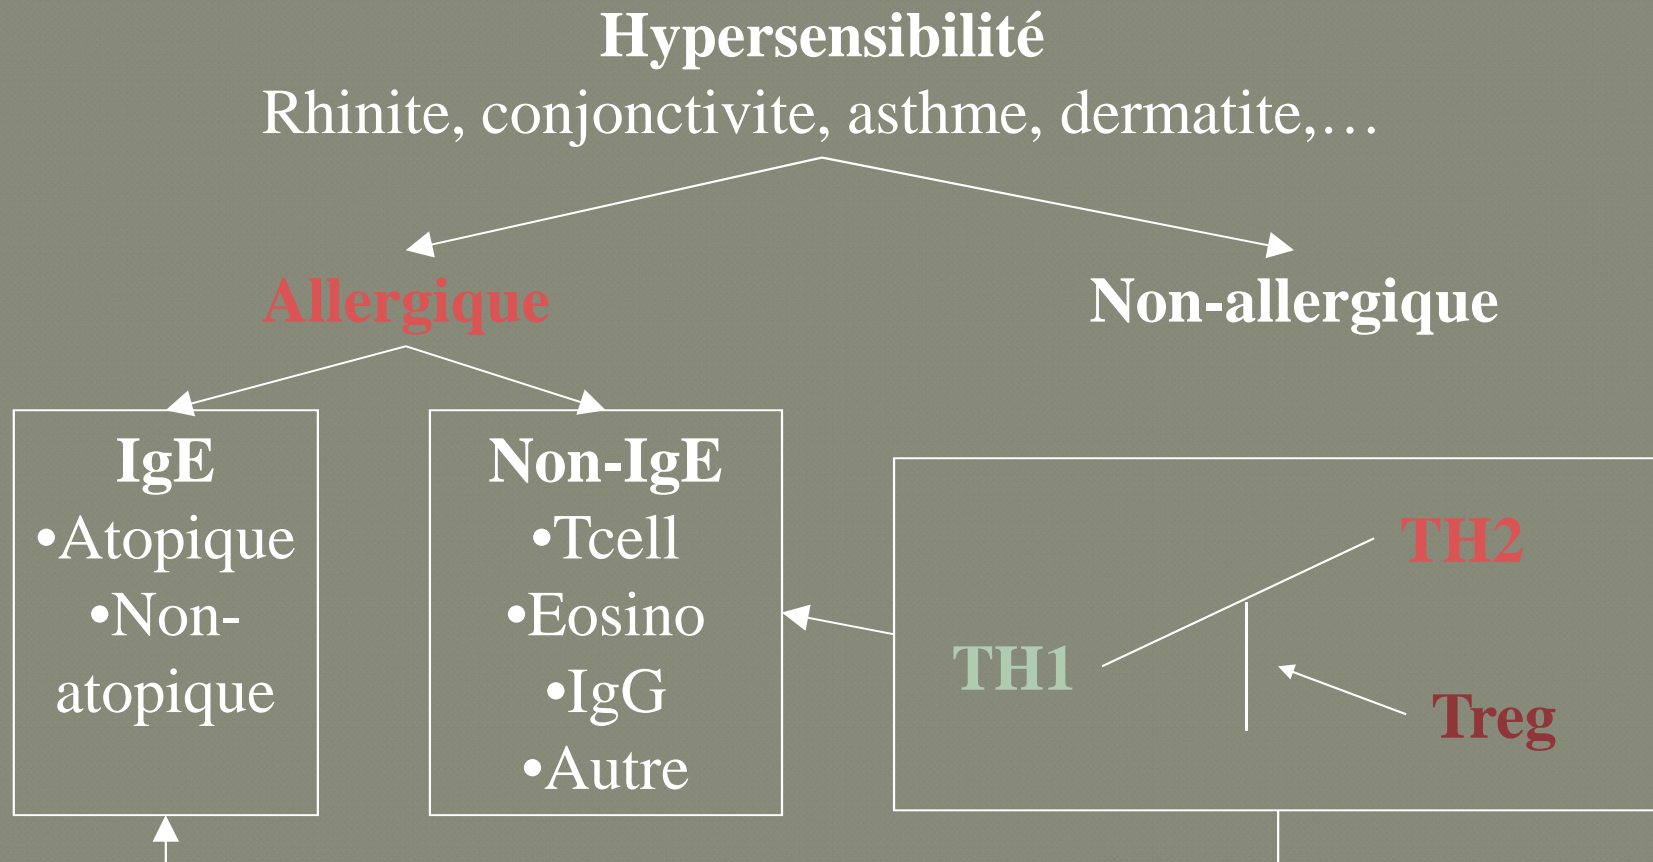 Hypersensibilité
Rhinite, conjonctivite, asthme, dermatite,…
Allergique
Non-allergique
IgE
•Atopique
•Non-
atopique
Non-IgE
•Tcell
•Eosino
•IgG
•Autre
TH2
TH1
Treg